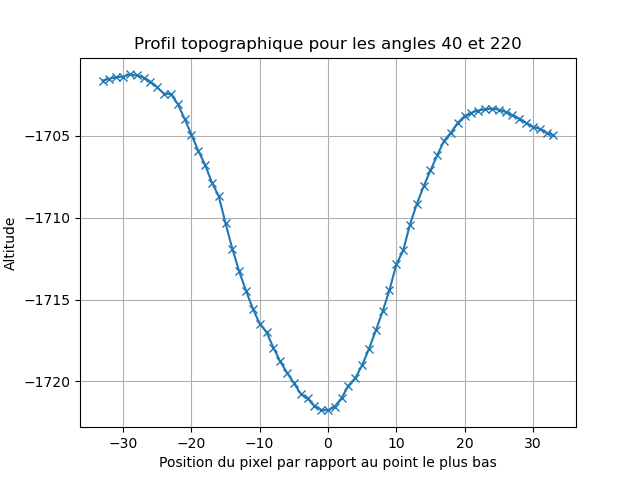 Profil topographique pour les angles 40 et 220
Altitude
−1705
−1710
−1715
−1720
−30 −20 −10 0 10 20 30
Position du pixel par rapport au point le plus bas